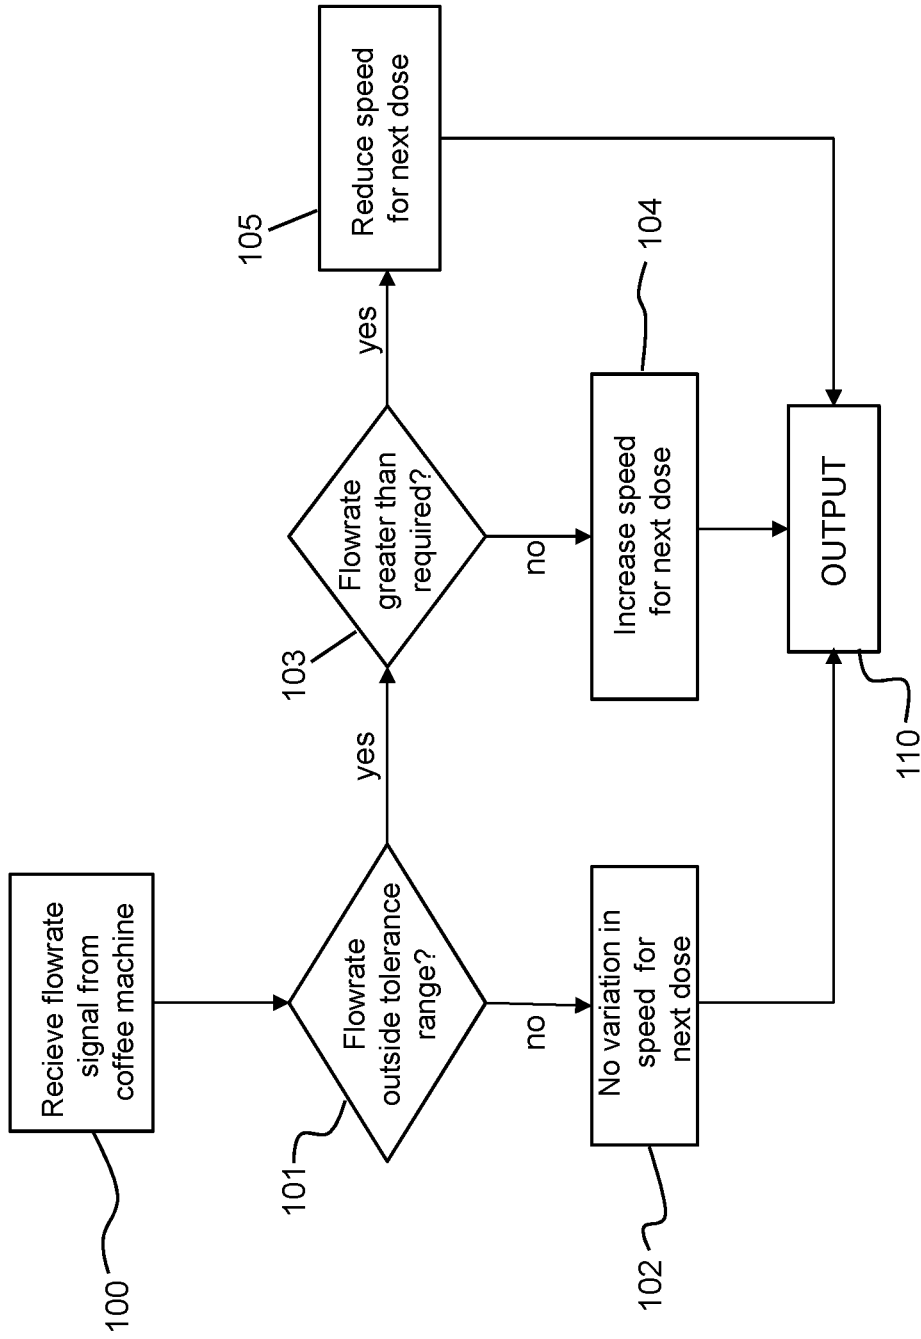 Recieve flowrate
signal from
coffee machine
100
Flowrate
outside tolerance
range?
101
yes
no
No variation in
speed for
next dose
102
Flowrate
greater than
required?
103
yes
no
Increase speed
for next dose
104
Reduce speed
for next dose
105
OUTPUT
110